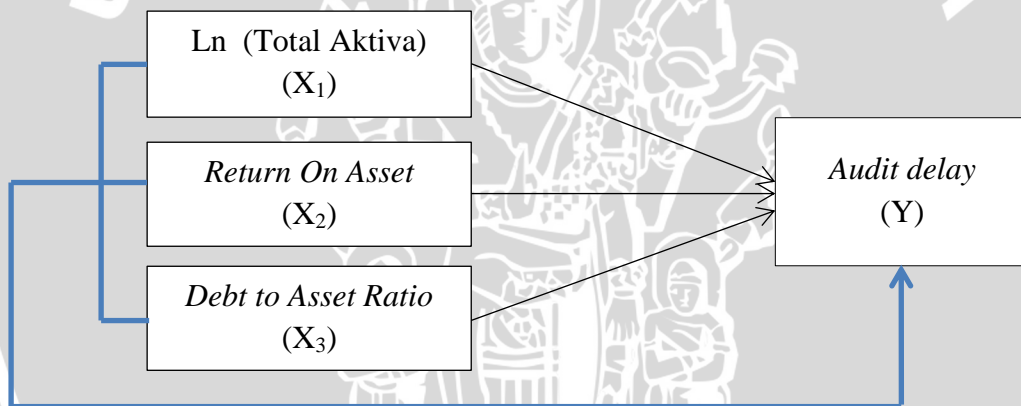 Ln (Total Aktiva)
(X₁)
Return On Asset
(X₂)
Debt to Asset Ratio
(X₃)
Audit delay
(Y)